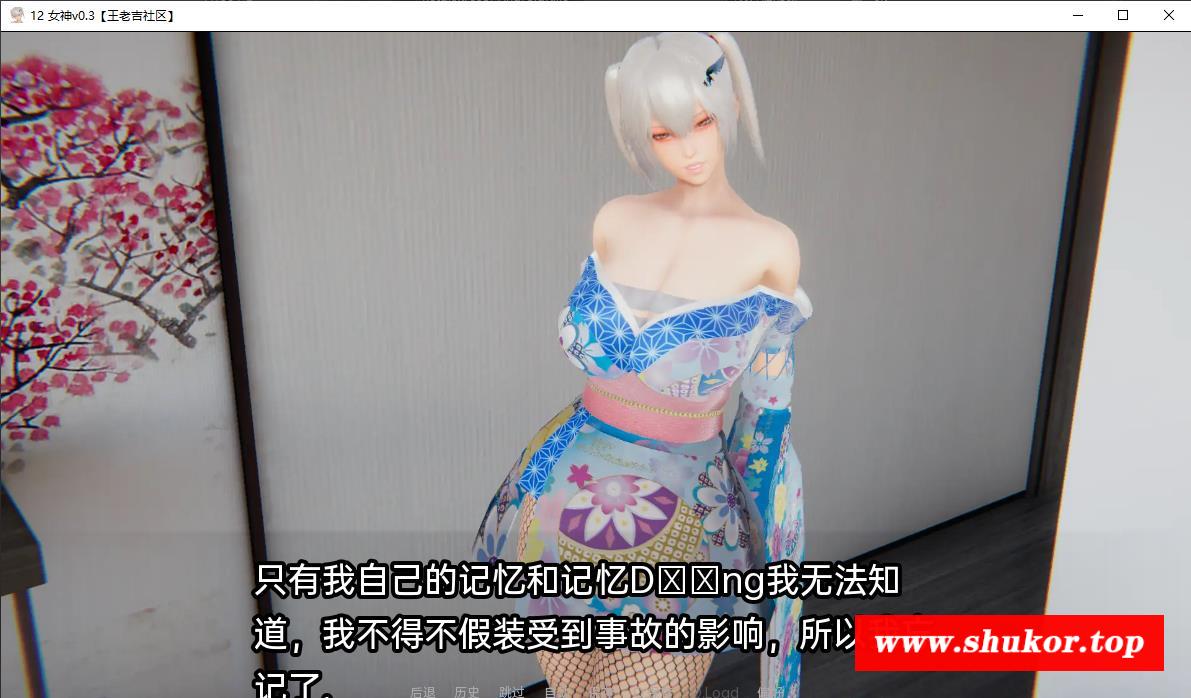 12 女神v0.3【王老吉社区】
只有我自己的记忆和记忆D☒☒ng我无法知
道，我不得不假装受到事故的影响，所以我忘
www.shukor.top
记了。
后退 历史 跳过 Load